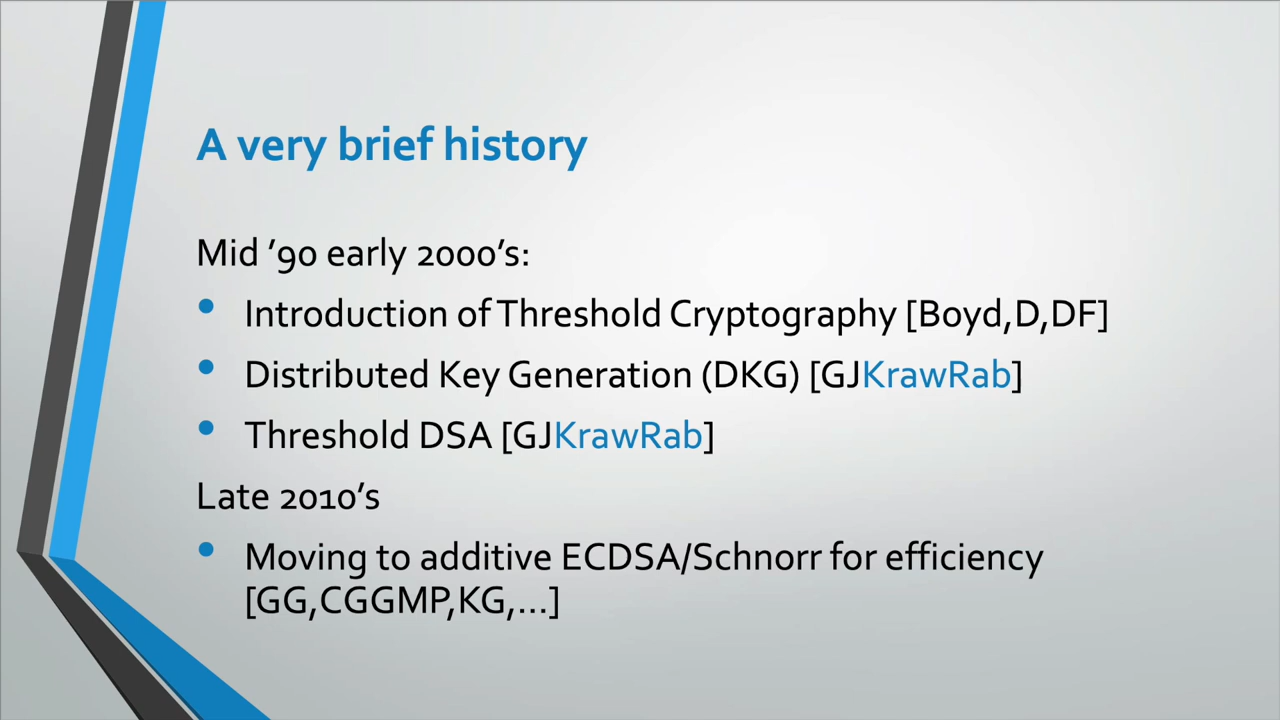 A very brief history
Mid ’90 early 2000’s:
• Introduction of Threshold Cryptography [Boyd,D,DF]
• Distributed Key Generation (DKG) [GJKrawRab]
• Threshold DSA [GJKrawRab]
Late 2010’s
• Moving to additive ECDSA/Schnorr for efficiency
[GG,CGGMP,KG,...]